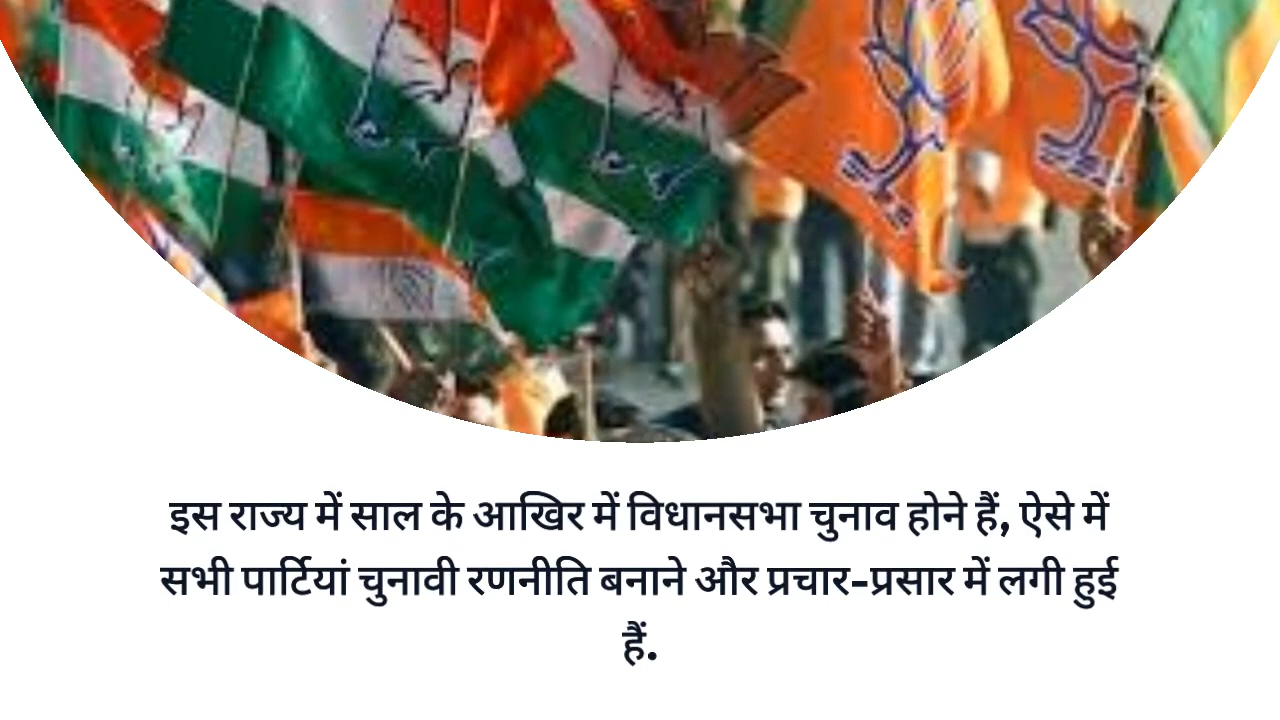 इस राज्य में साल के आखिर में विधानसभा चुनाव होने हैं, ऐसे में
सभी पार्टियां चुनावी रणनीति बनाने और प्रचार-प्रसार में लगी हुई
हैं.